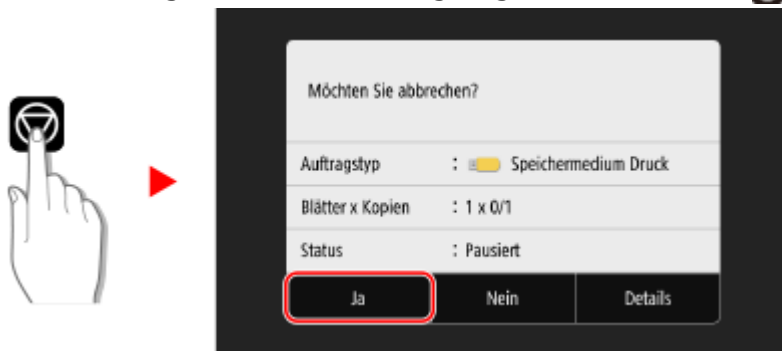 Möchten Sie abbrechen?
Auftragstyp : Speichermedium Druck
Blätter x Kopien : 1 x 0/1
Status : Pausiert
Ja Nein Details